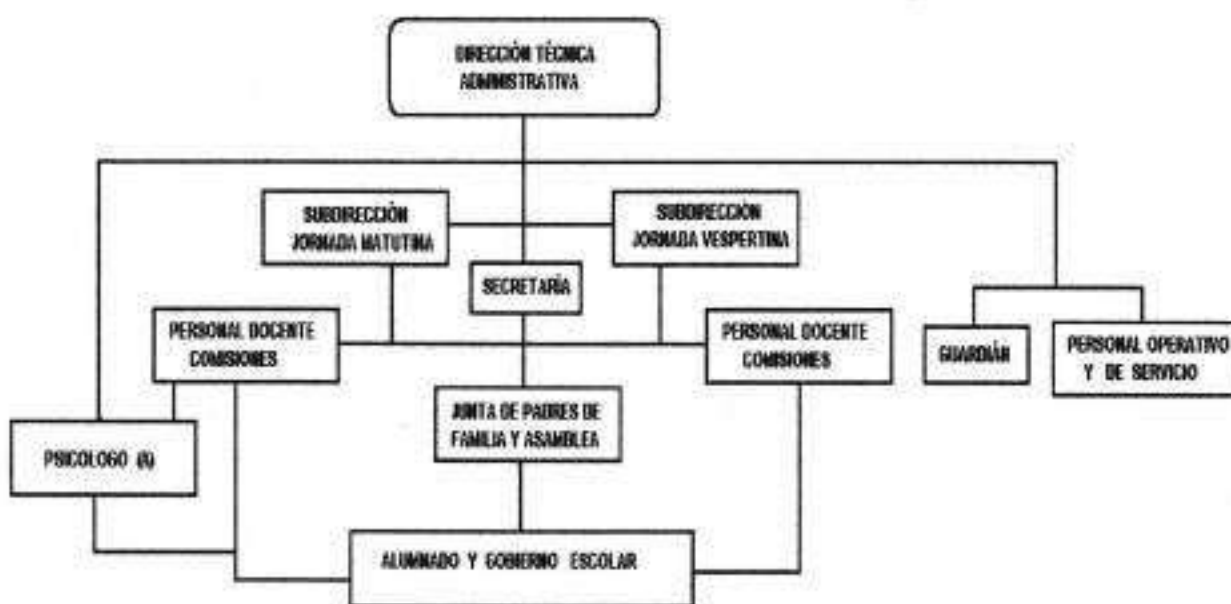 DIRECCIÓN TÉCNICA
ADMINISTRATIVA
SUBDIRECCIÓN
JORNADA MATUTINA
SUBDIRECCIÓN
JORNADA VESPERTINA
SECRETARÍA
PERSONAL DOCENTE
COMISIONES
PERSONAL DOCENTE
COMISIONES
GUARDIÁN
PERSONAL OPERATIVO
Y DE SERVICIO
JUNTA DE PADRES DE
FAMILIA Y ASAMBLEA
PSICOLOGO (A)
ALUMNADO Y GOBIERNO ESCOLAR